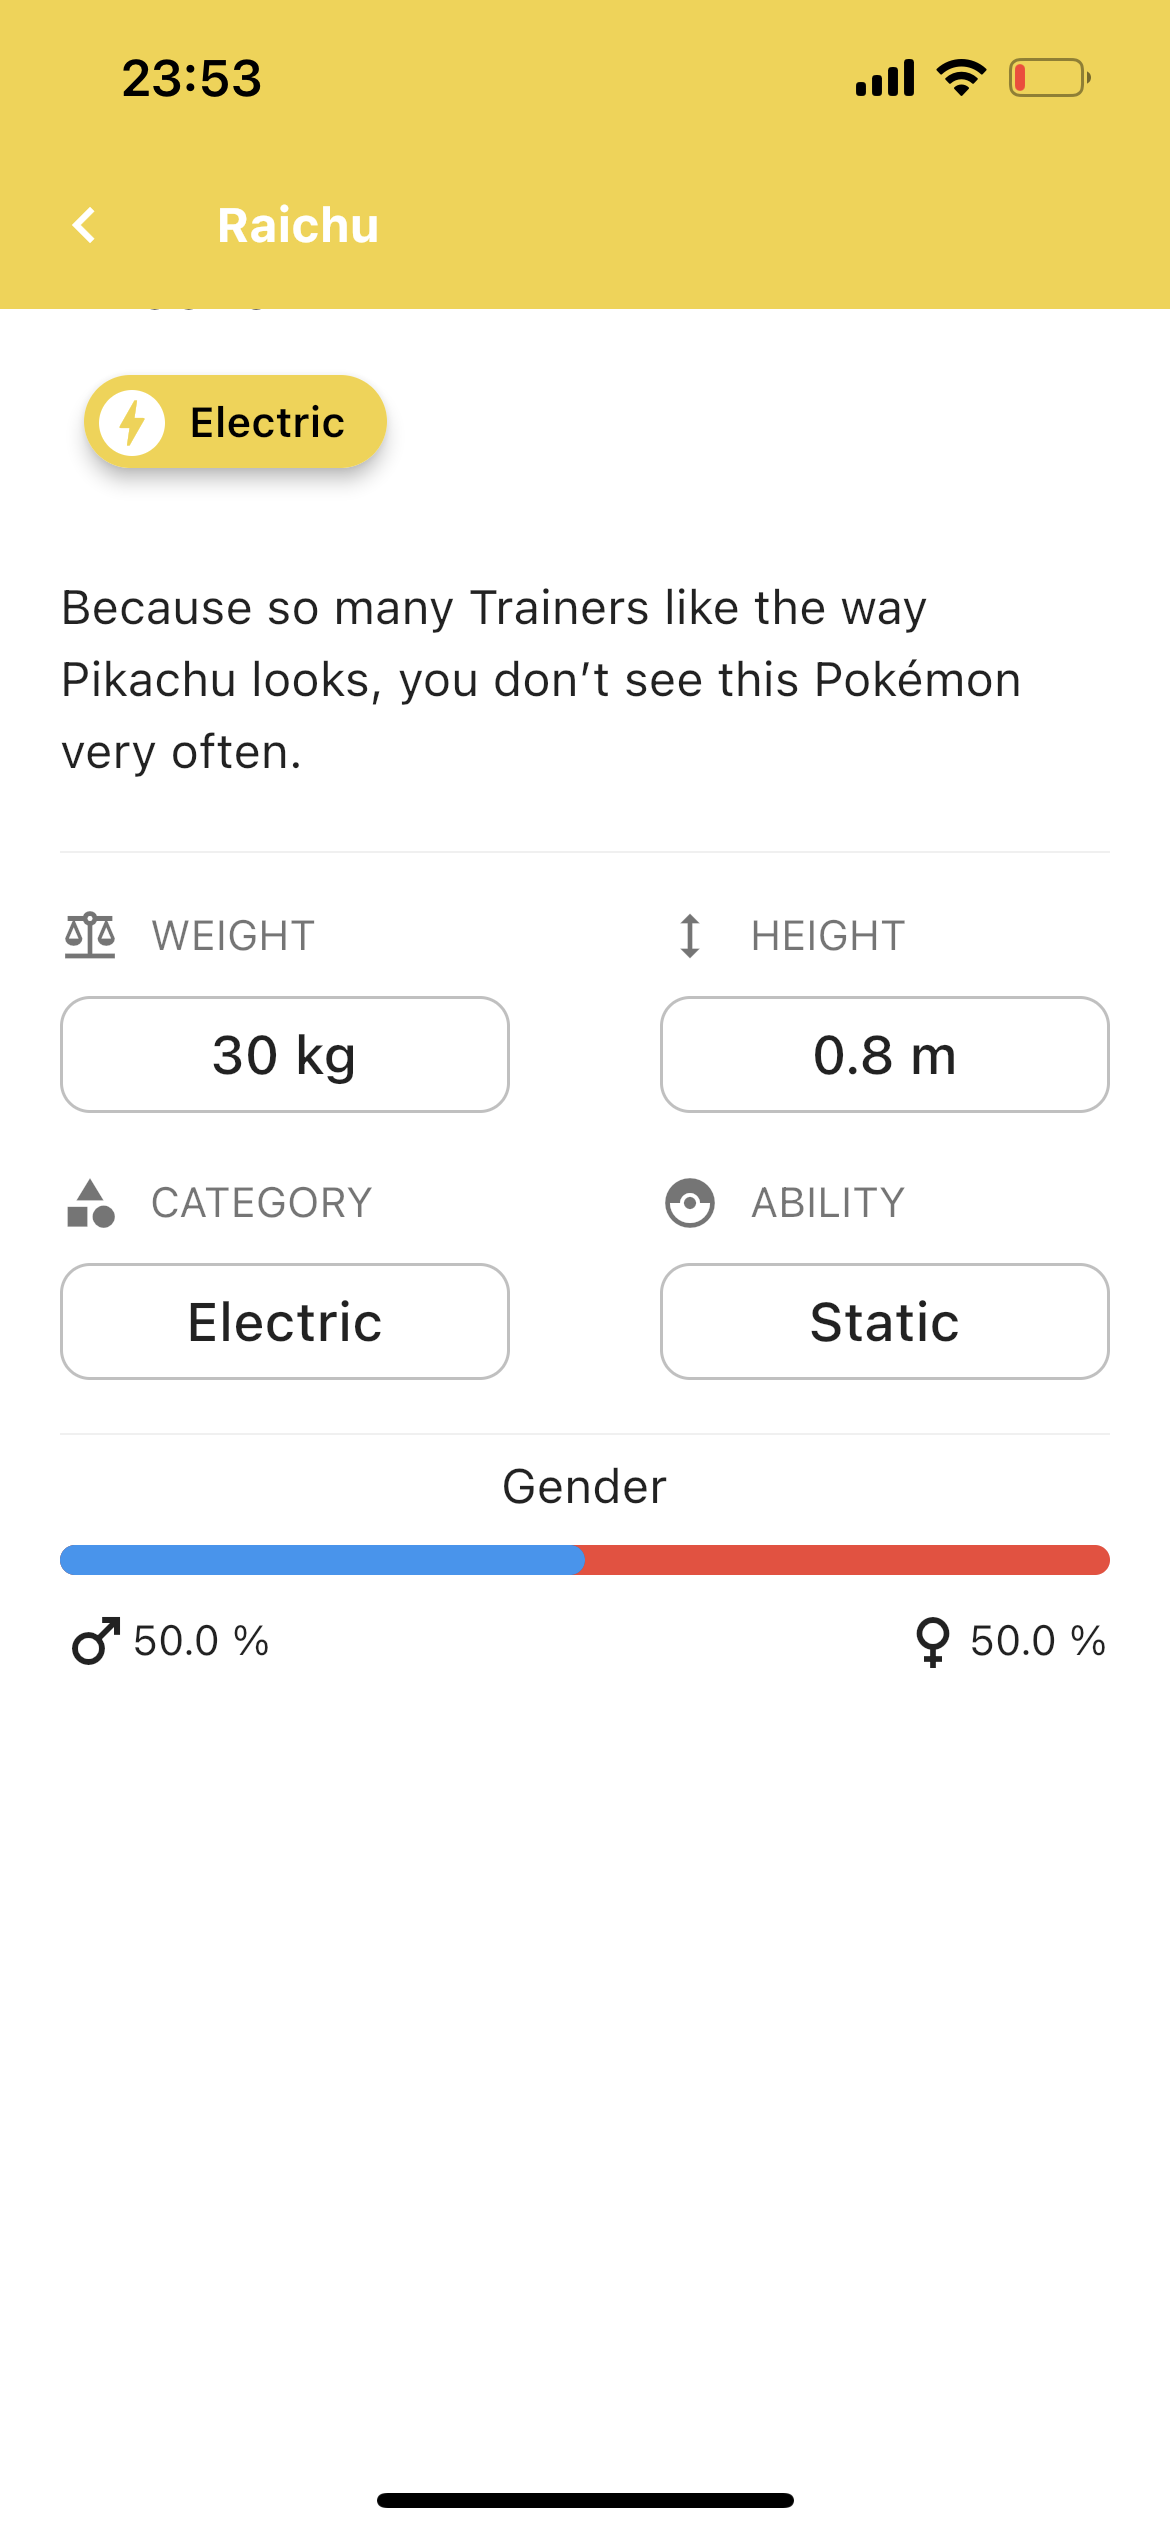 23:53
Raichu
Electric
Because so many Trainers like the way
Pikachu looks, you don’t see this Pokémon
very often.
WEIGHT
HEIGHT
30 kg
0.8 m
CATEGORY
ABILITY
Electric
Static
Gender
50.0 %
50.0 %